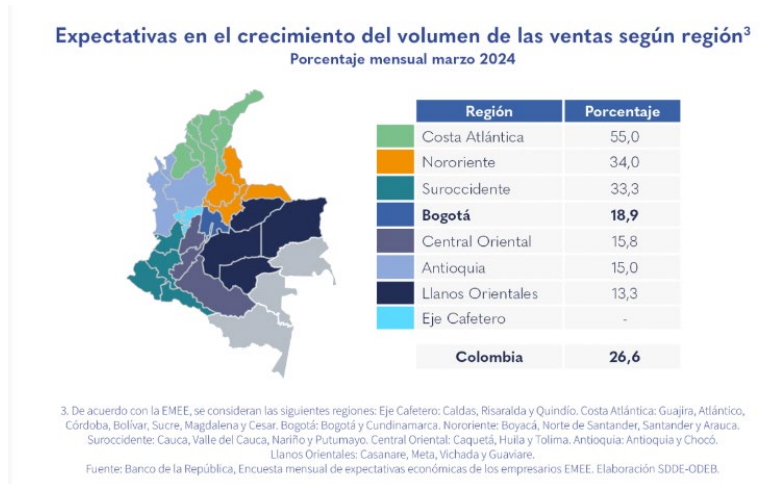 Expectativas en el crecimiento del volumen de las ventas según región³
Porcentaje mensual marzo 2024
Región Porcentaje
Costa Atlántica 55,0
Nororiente 34,0
Suroccidente 33,3
Bogotá 18,9
Central Oriental 15,8
Antioquia 15,0
Llanos Orientales 13,3
Eje Cafetero -
Colombia 26,6
3. De acuerdo con la EMEE, se consideran las siguientes regiones: Eje Cafetero: Caldas, Risaralda y Quindío. Costa Atlántica: Guajira, Atlántico,
Córdoba, Bolívar, Sucre, Magdalena y Cesar. Bogotá: Bogotá y Cundinamarca. Nororiente: Boyacá, Norte de Santander, Santander y Arauca.
Suroccidente: Cauca, Valle del Cauca, Nariño y Putumayo. Central Oriental: Caquetá, Huila y Tolima. Antioquia: Antioquia y Chocó.
Llanos Orientales: Casanare, Meta, Vichada y Guaviare.
Fuente: Banco de la República, Encuesta mensual de expectativas económicas de los empresarios EMEE. Elaboración SDDE-ODEB.